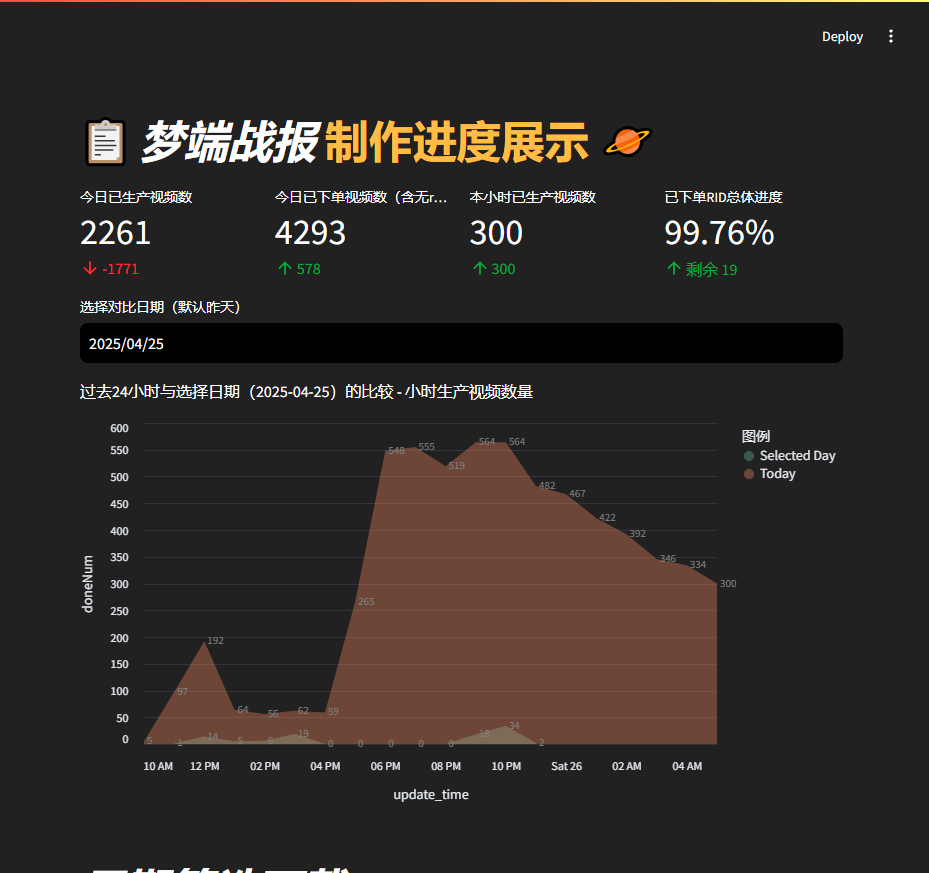 Deploy
梦端战报 制作进度展示
今日已生产视频数
2261
-1771
今日已下单视频数（含无r...
4293
578
本小时已生产视频数
300
300
已下单RID总体进度
99.76%
剩余 19
选择对比日期（默认昨天）
2025/04/25
过去24小时与选择日期（2025-04-25）的比较 - 小时生产视频数量
图例
Selected Day
Today
doneNum
600
550
500
450
400
350
300
250
200
150
100
50
0
5
97
192
64
56
62
59
265
548
555
519
564
564
482
467
422
392
346
334
300
1
14
5
6
19
0
0
0
0
0
18
34
2
10 AM
12 PM
02 PM
04 PM
06 PM
08 PM
10 PM
Sat 26
02 AM
04 AM
update_time